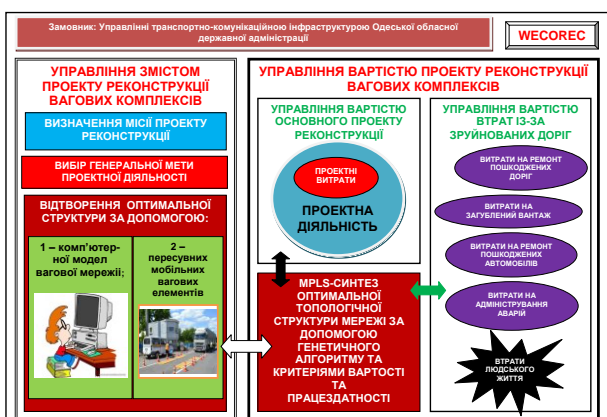 Замовник: Управлінні транспортно-комунікаційною інфраструктурою Одеської обласної
державної адміністрації
WECOREC
УПРАВЛІННЯ ЗМІСТОМ
ПРОЕКТУ РЕКОНСТРУКЦІЇ
ВАГОВИХ КОМПЛЕКСІВ
ВИЗНАЧЕННЯ МІСІЇ ПРОЕКТУ
РЕКОНСТРУКЦІЇ
ВИБІР ГЕНЕРАЛЬНОЇ МЕТИ
ПРОЕКТНОЇ ДІЯЛЬНОСТІ
ВІДТВОРЕННЯ ОПТИМАЛЬНОЇ
СТРУКТУРИ ЗА ДОПОМОГОЮ:
1 – комп'ютер-
ної модел
вагової мережіі;
2 –
пересувних
мобільних
вагових
елементів
УПРАВЛІННЯ ВАРТІСТЮ ПРОЕКТУ РЕКОНСТРУКЦІЇ
ВАГОВИХ КОМПЛЕКСІВ
УПРАВЛІННЯ ВАРТІСТЮ
ОСНОВНОГО ПРОЕКТУ
РЕКОНСТРУКЦІЇ
ПРОЕКТНІ
ВИТРАТИ
ПРОЕКТНА
ДІЯЛЬНІСТЬ
MPLS-СИНТЕЗ
ОПТИМАЛЬНОЇ
ТОПОЛОГІЧНОЇ
СТРУКТУРИ МЕРЕЖІ ЗА
ДОПОМОГОЮ
ГЕНЕТИЧНОГО
АЛГОРИТМУ ТА
КРИТЕРІЯМИ ВАРТОСТІ
ТА
ПРАЦЕЗДАТНОСТІ
УПРАВЛІННЯ ВАРТІСТЮ
ВТРАТ ІЗ-ЗА
ЗРУЙНОВАНИХ ДОРІГ
ВИТРАТИ НА РЕМОНТ
ПОШКОДЖЕНИХ
ДОРІГ
ВИТРАТИ НА
ЗАГУБЛЕНИЙ ВАНТАЖ
ВИТРАТИ НА РЕМОНТ
ПОШКОДЖЕНИХ
АВТОМОБІЛІВ
ВИТРАТИ НА
АДМІНІСТРУВАННЯ
АВАРІЙ
ВТРАТИ
ЛЮДСЬКОГО
ЖИТТЯ